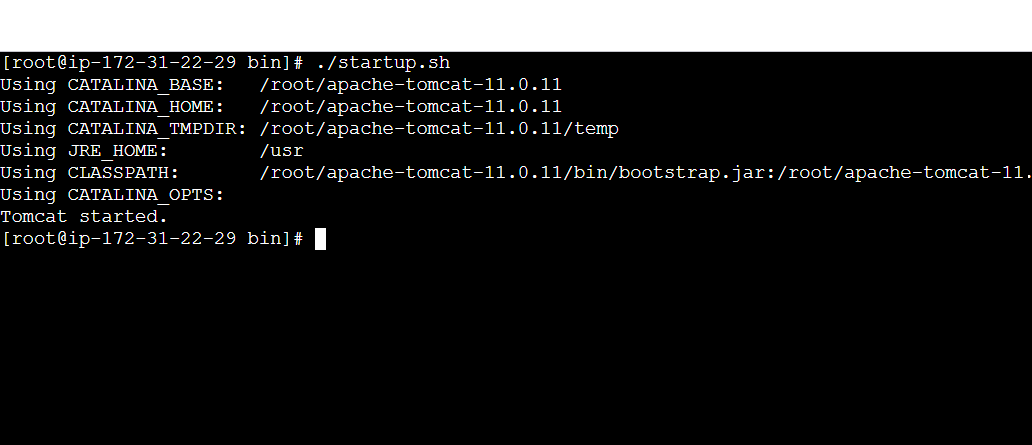 [root@ip-172-31-22-29 bin]# ./startup.sh
Using CATALINA_BASE:   /root/apache-tomcat-11.0.11
Using CATALINA_HOME:   /root/apache-tomcat-11.0.11
Using CATALINA_TMPDIR: /root/apache-tomcat-11.0.11/temp
Using JRE_HOME:        /usr
Using CLASSPATH:       /root/apache-tomcat-11.0.11/bin/bootstrap.jar:/root/apache-tomcat-11.
Using CATALINA_OPTS:
Tomcat started.
[root@ip-172-31-22-29 bin]#